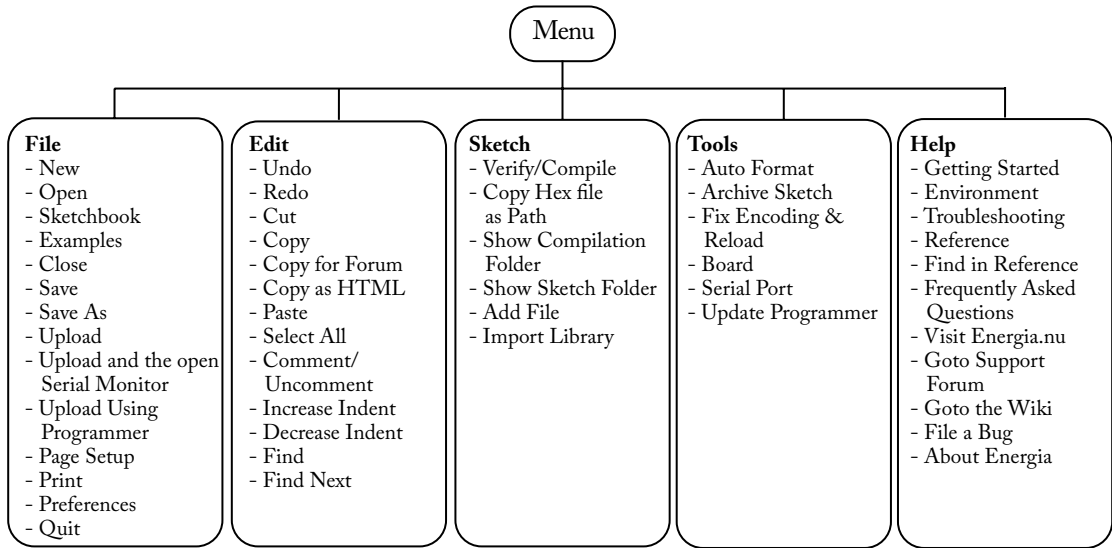 Menu
File
- New
- Open
- Sketchbook
- Examples
- Close
- Save
- Save As
- Upload
- Upload and the open
Serial Monitor
- Upload Using
Programmer
- Page Setup
- Print
- Preferences
- Quit
Edit
- Undo
- Redo
- Cut
- Copy
- Copy for Forum
- Copy as HTML
- Paste
- Select All
- Comment/
Uncomment
- Increase Indent
- Decrease Indent
- Find
- Find Next
Sketch
- Verify/Compile
- Copy Hex file
as Path
- Show Compilation
Folder
- Show Sketch Folder
- Add File
- Import Library
Tools
- Auto Format
- Archive Sketch
- Fix Encoding &
Reload
- Board
- Serial Port
- Update Programmer
Help
- Getting Started
- Environment
- Troubleshooting
- Reference
- Find in Reference
- Frequently Asked
Questions
- Visit Energia.nu
- Goto Support
Forum
- Goto the Wiki
- File a Bug
- About Energia